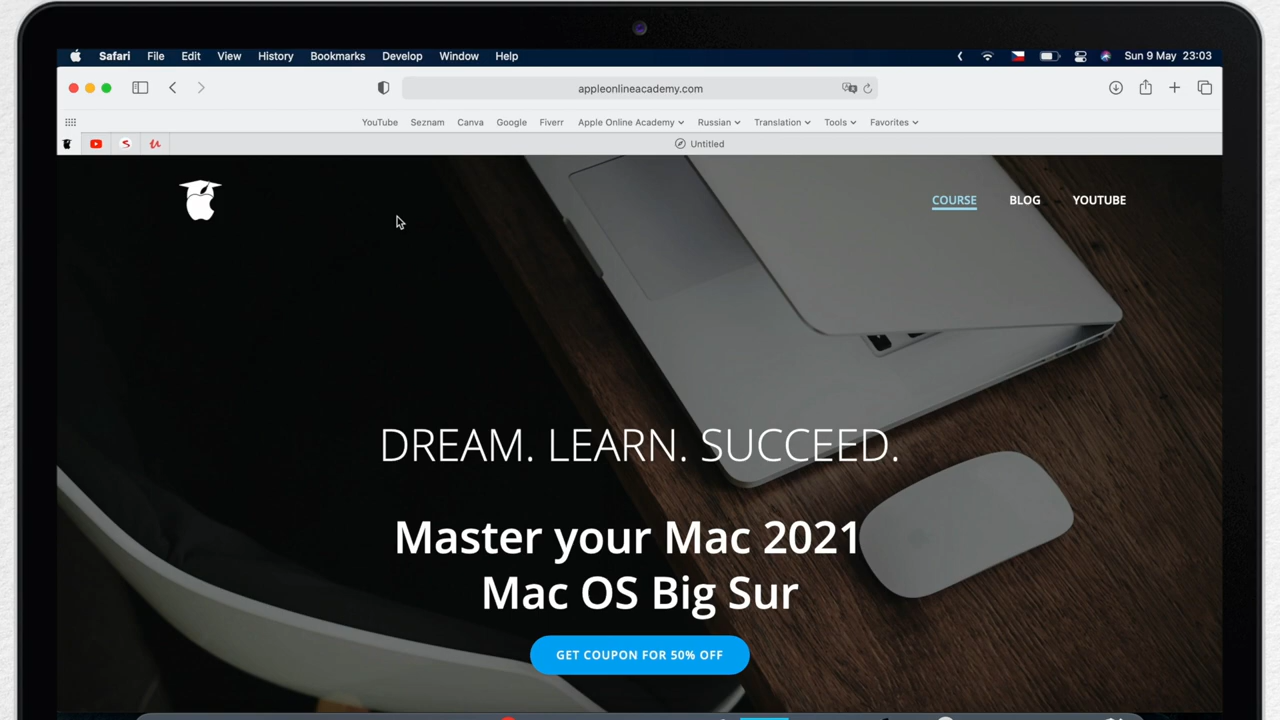 Safari File Edit View History Bookmarks Develop Window Help Sun 9 May 23:03
appleonlineacademy.com
YouTube Seznam Canva Google Fiverr Apple Online Academy Russian Translation Tools Favorites
Untitled
COURSE BLOG YOUTUBE
DREAM. LEARN. SUCCEED.
Master your Mac 2021
Mac OS Big Sur
GET COUPON FOR 50% OFF